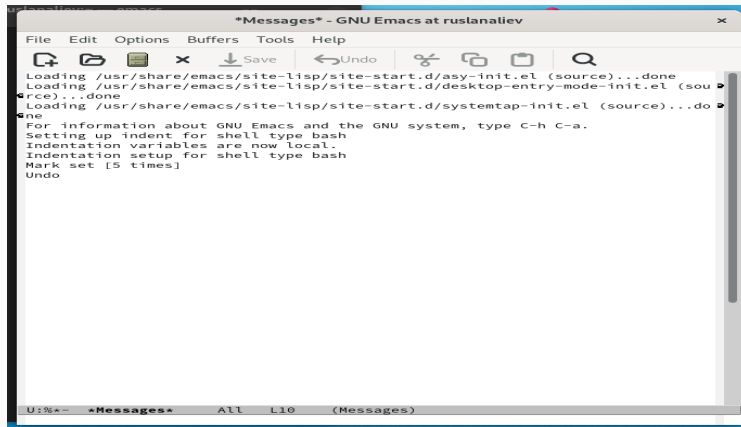 *Messages* - GNU Emacs at ruslanaliev
File Edit Options Buffers Tools Help
Save Undo
Loading /usr/share/emacs/site-lisp/site-start.d/asy-init.el (source)...done
Loading /usr/share/emacs/site-lisp/site-start.d/desktop-entry-mode-init.el (sou
rce)...done
Loading /usr/share/emacs/site-lisp/site-start.d/systemtap-init.el (source)...do
ne
For information about GNU Emacs and the GNU system, type C-h C-a.
Setting up indent for shell type bash
Indentation variables are now local.
Indentation setup for shell type bash
Mark set [5 times]
Undo
U:%*- *Messages* All L10 (Messages)